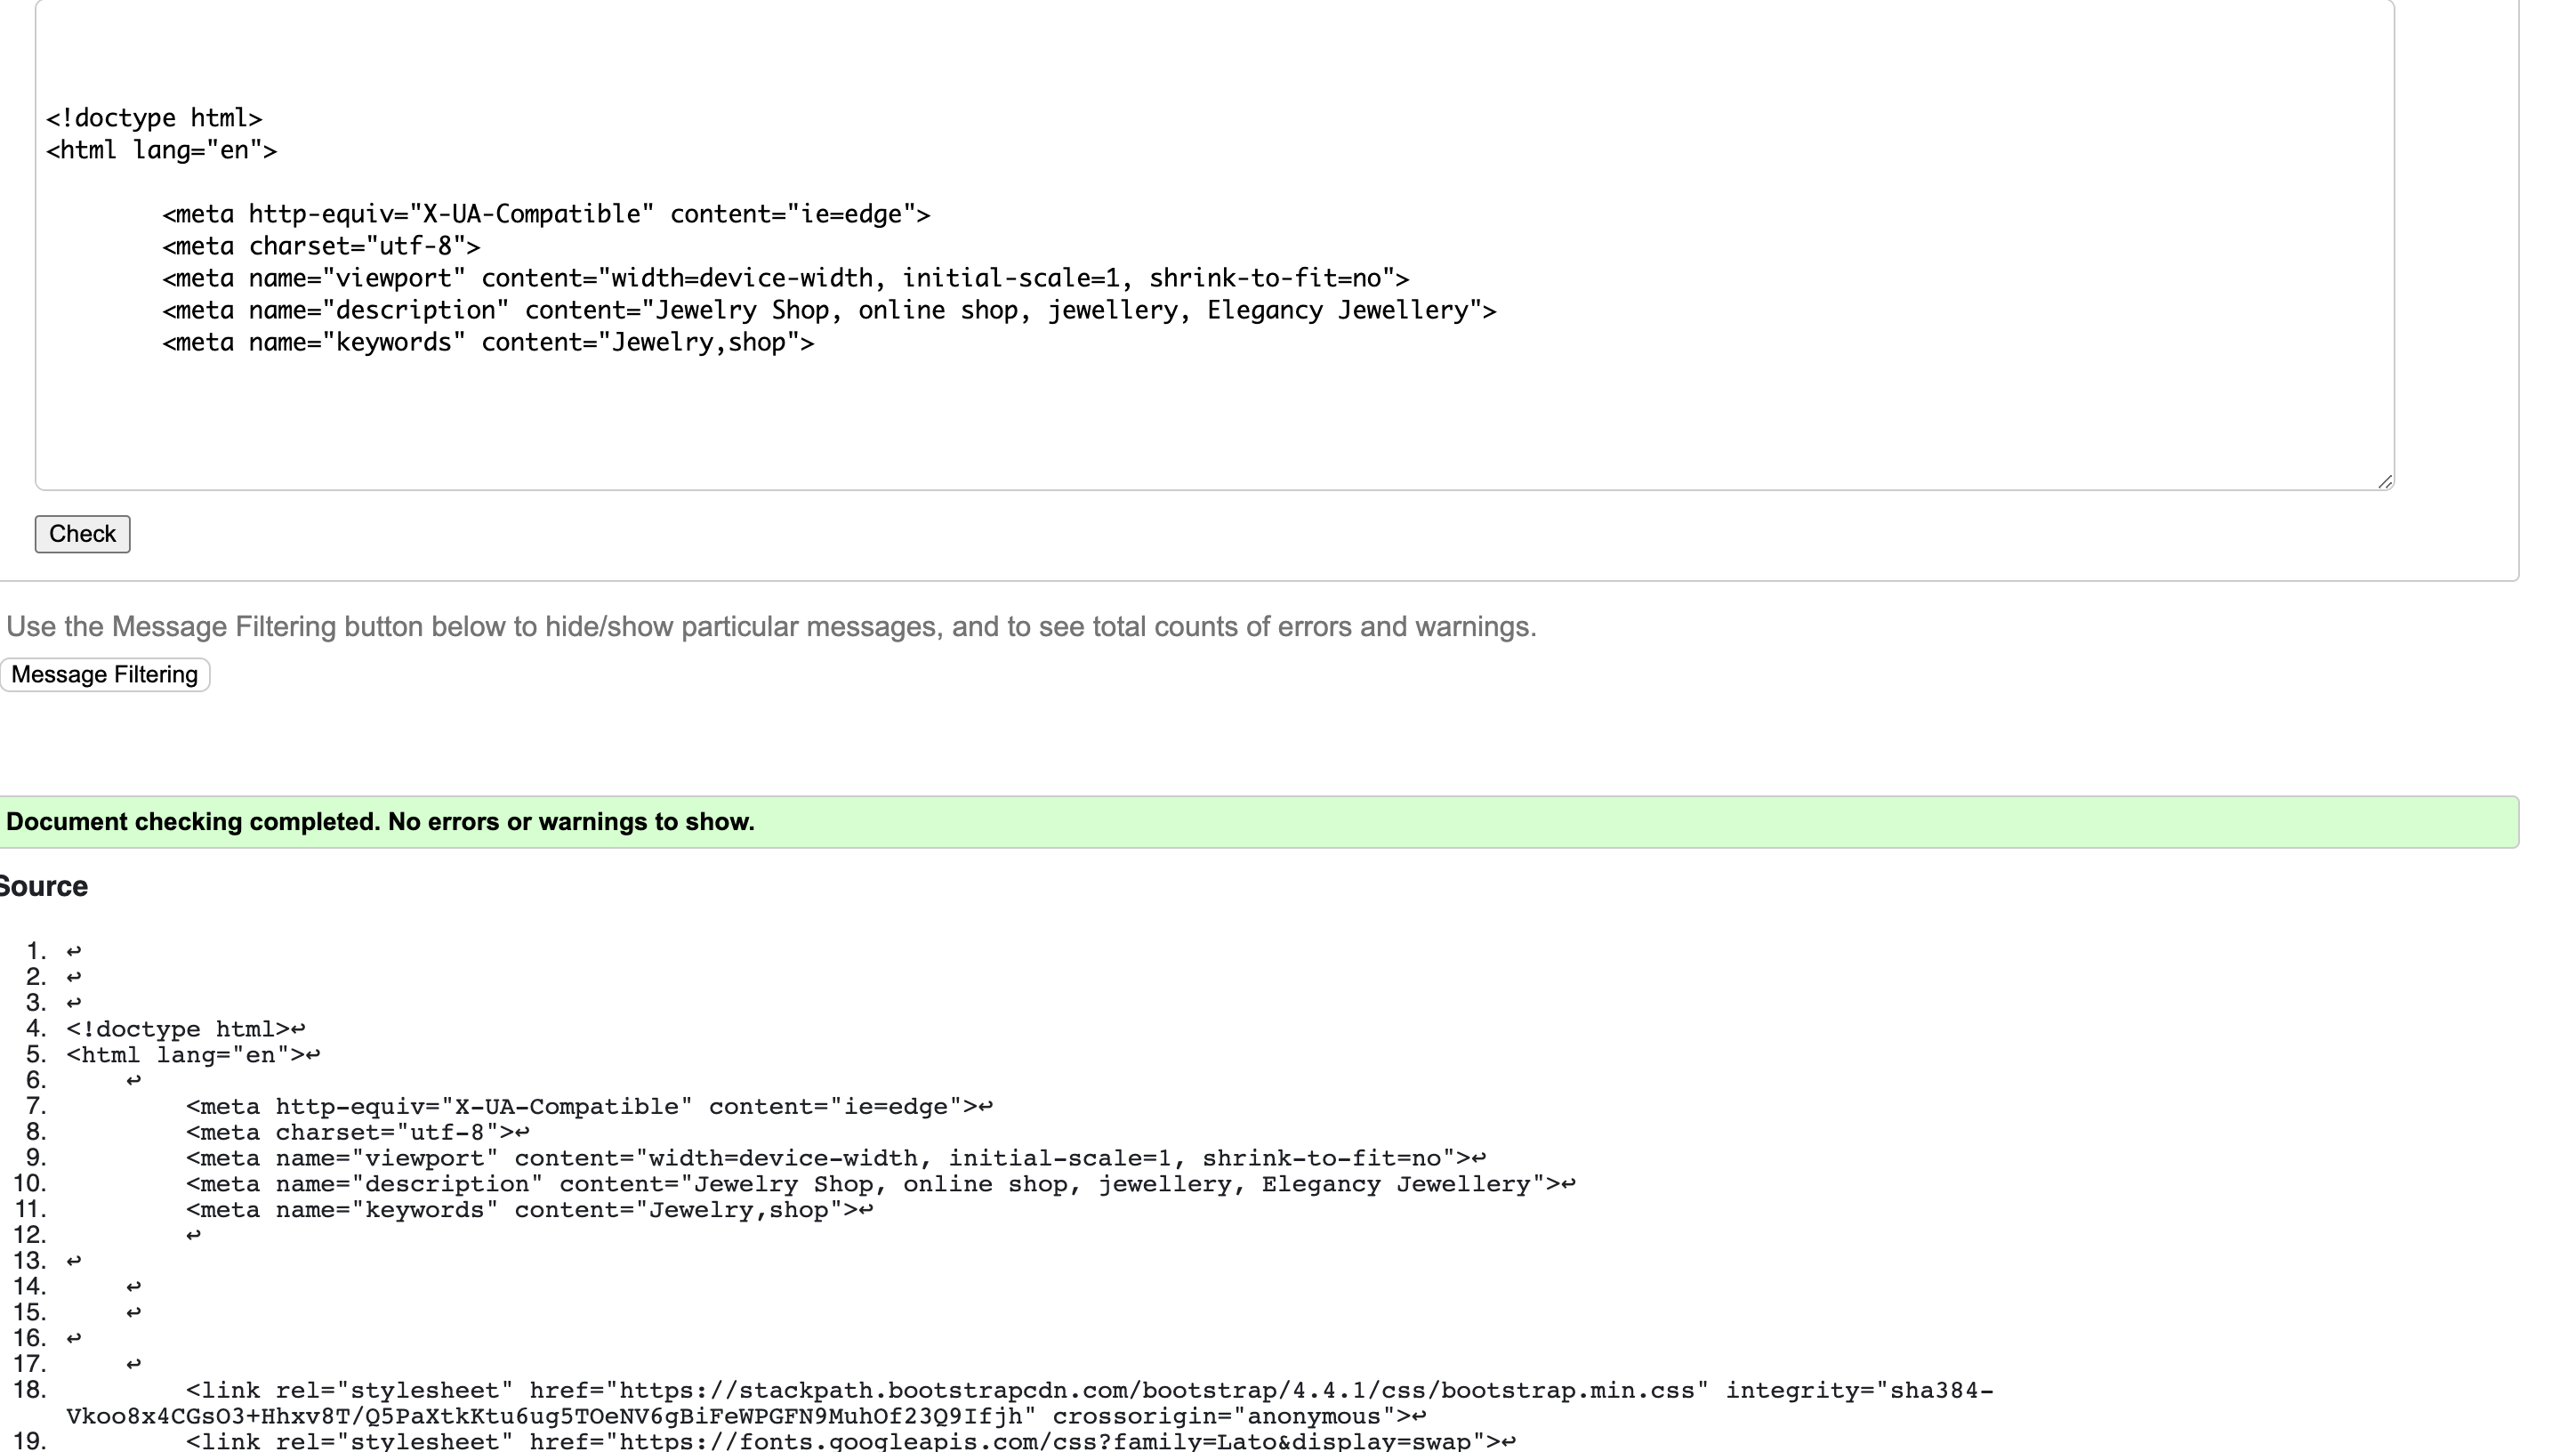 <!doctype html>
<html lang="en">
<meta http-equiv="X-UA-Compatible" content="ie=edge">
<meta charset="utf-8">
<meta name="viewport" content="width=device-width, initial-scale=1, shrink-to-fit=no">
<meta name="description" content="Jewelry Shop, online shop, jewellery, Elegancy Jewellery">
<meta name="keywords" content="Jewelry,shop">
Check
Use the Message Filtering button below to hide/show particular messages, and to see total counts of errors and warnings.
Message Filtering
Document checking completed. No errors or warnings to show.
Source
1. ↩
2. ↩
3. ↩
4. <!doctype html>↩
5. <html lang="en">↩
6. ↩
7. <meta http-equiv="X-UA-Compatible" content="ie=edge">↩
8. <meta charset="utf-8">↩
9. <meta name="viewport" content="width=device-width, initial-scale=1, shrink-to-fit=no">↩
10. <meta name="description" content="Jewelry Shop, online shop, jewellery, Elegancy Jewellery">↩
11. <meta name="keywords" content="Jewelry,shop">↩
12. ↩
13. ↩
14. ↩
15. ↩
16. ↩
17. ↩
18. <link rel="stylesheet" href="https://stackpath.bootstrapcdn.com/bootstrap/4.4.1/css/bootstrap.min.css" integrity="sha384-
Vkoo8x4CGsO3+Hhxv8T/Q5PaXtkKtu6ug5TOeNV6gBiFeWPGFN9MuhOf23Q9Ifjh" crossorigin="anonymous">↩
19. <link rel="stylesheet" href="https://fonts.googleapis.com/css?family=Lato&display=swap">↩